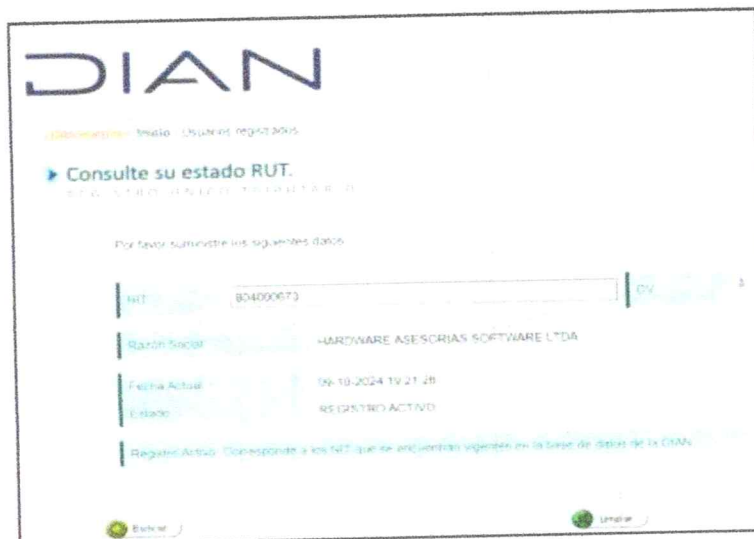 DIAN
Inicio - Usuarios registrados
Consulte su estado RUT.
Por favor suministre los siguientes datos
NIT 804000673 DV 3
Razón Social HARDWARE ASESORIAS SOFTWARE LTDA
Fecha Actual 09-10-2024 19:21:28
Estado REGISTRO ACTIVO
Registro Activo: Corresponde a los NIT que se encuentran vigentes en la base de datos de la DIAN
Buscar Limpiar